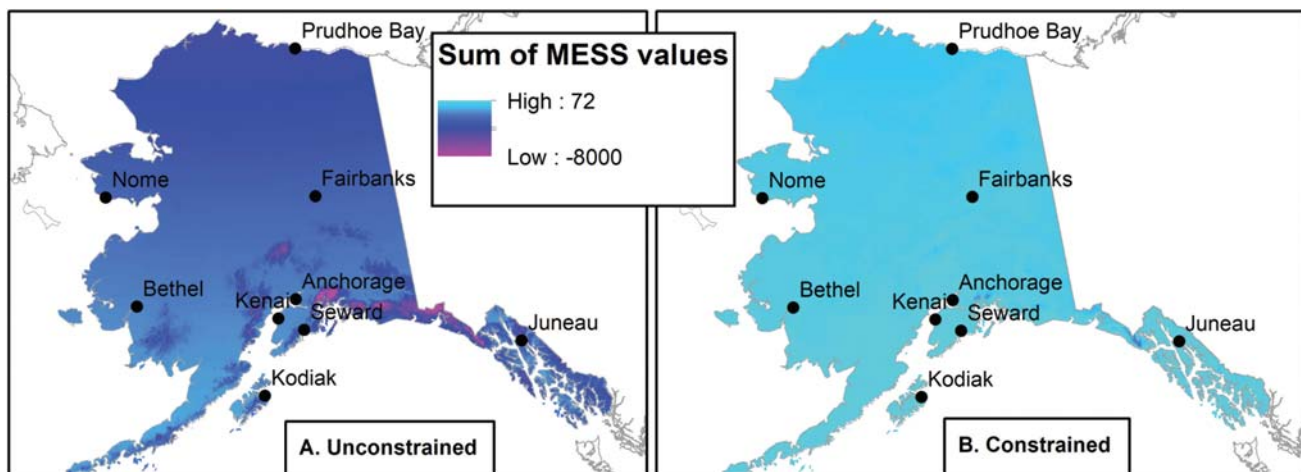 Prudhoe Bay
Nome
Fairbanks
Bethel
Anchorage
Kenai
Seward
Juneau
Kodiak
A. Unconstrained
Sum of MESS values
High : 72
Low : -8000
Prudhoe Bay
Nome
Fairbanks
Bethel
Anchorage
Kenai
Seward
Juneau
Kodiak
B. Constrained